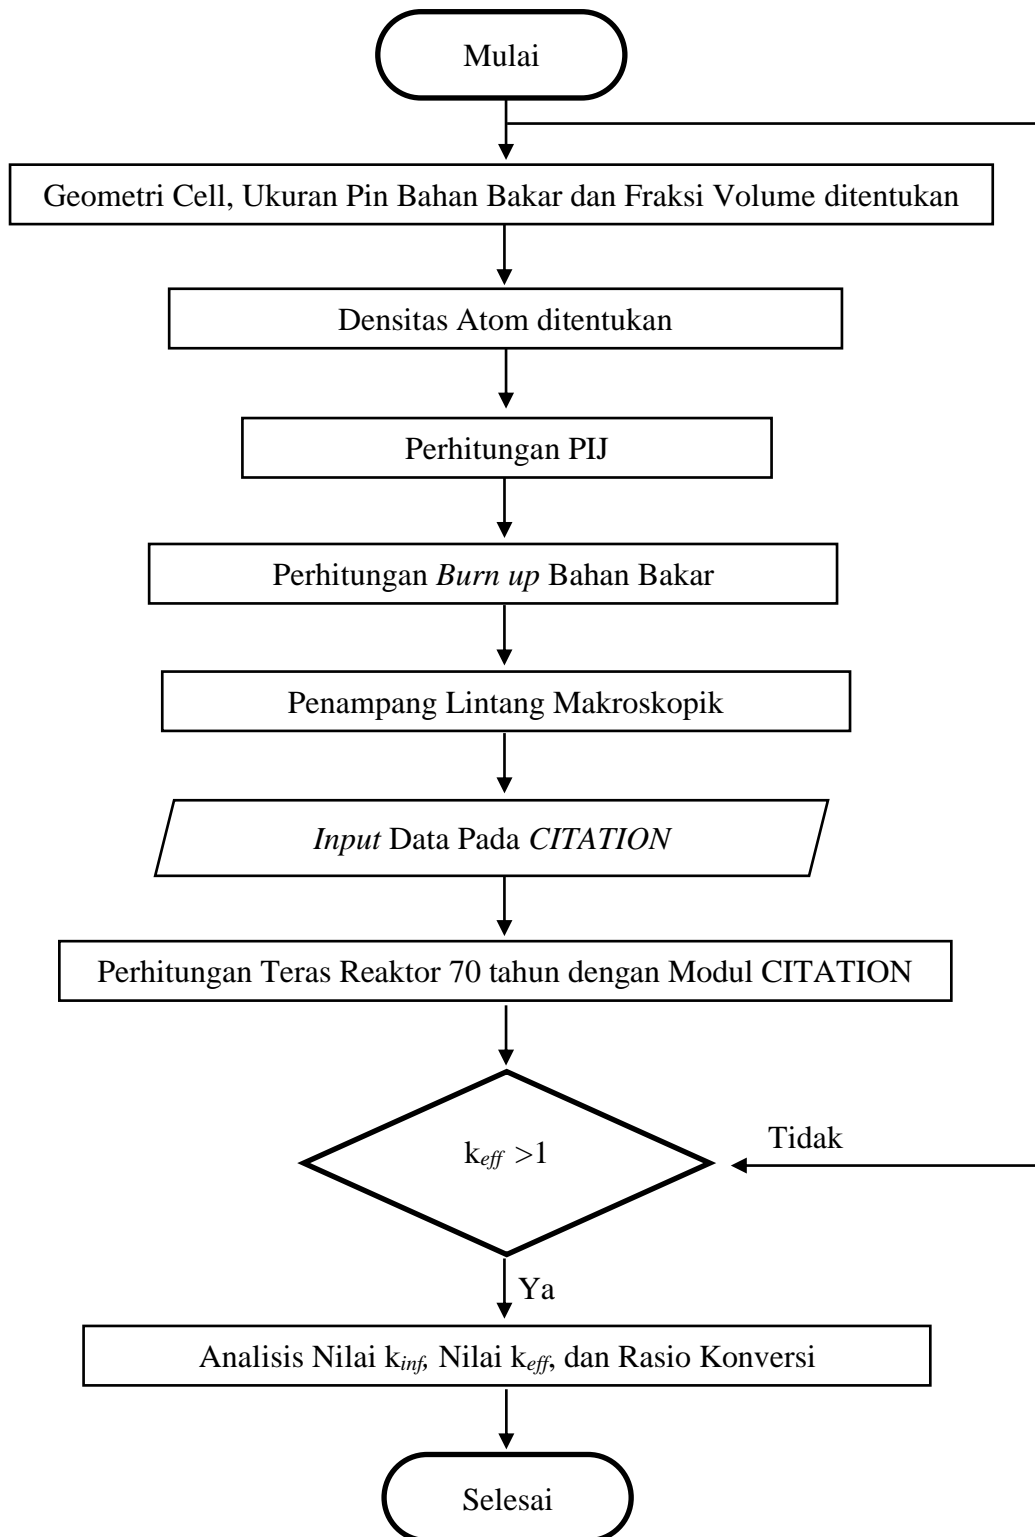 Mulai
Geometri Cell, Ukuran Pin Bahan Bakar dan Fraksi Volume ditentukan
Densitas Atom ditentukan
Perhitungan PIJ
Perhitungan Burn up Bahan Bakar
Penampang Lintang Makroskopik
Input Data Pada CITATION
Perhitungan Teras Reaktor 70 tahun dengan Modul CITATION
keff >1
Tidak
Ya
Analisis Nilai kinf, Nilai keff, dan Rasio Konversi
Selesai